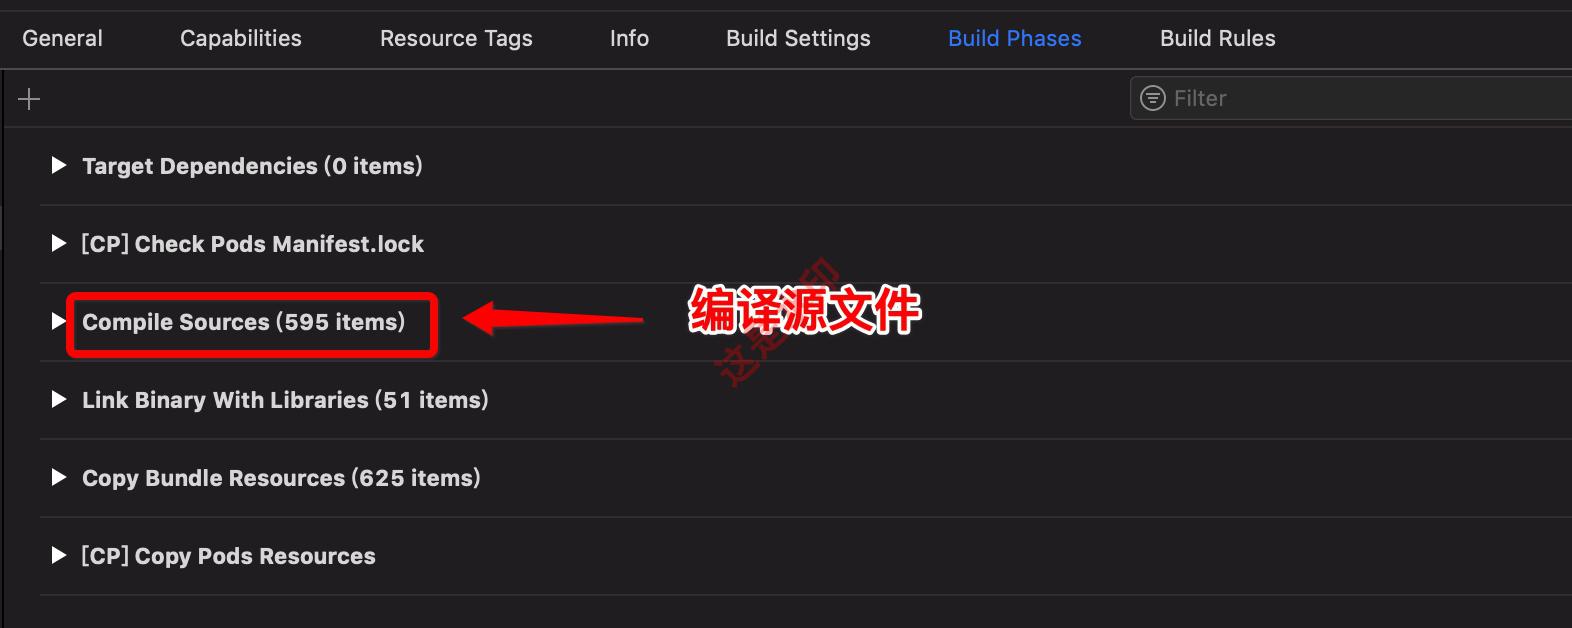 General Capabilities Resource Tags Info Build Settings Build Phases Build Rules
Filter
Target Dependencies (0 items)
[CP] Check Pods Manifest.lock
Compile Sources (595 items)
编译源文件
Link Binary With Libraries (51 items)
Copy Bundle Resources (625 items)
[CP] Copy Pods Resources